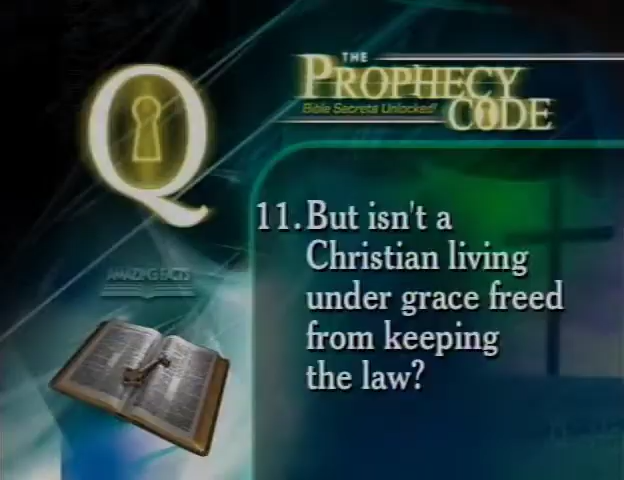 Q
THE
PROPHECY
Bible Secrets Unlocked!
CODE
11. But isn't a
Christian living
under grace freed
from keeping
the law?
AMAZING FACTS